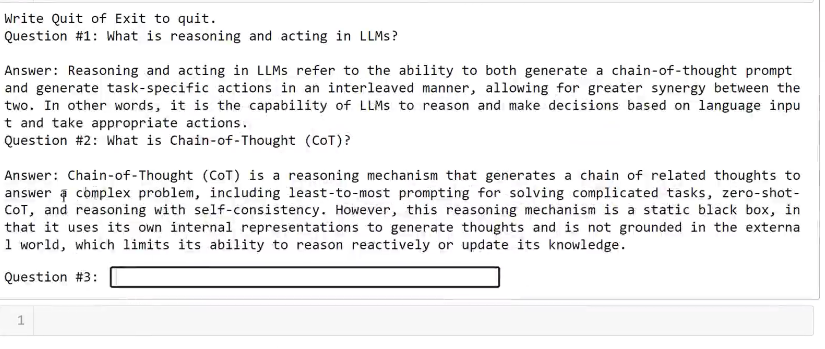 Write Quit of Exit to quit.
Question #1: What is reasoning and acting in LLMs?
Answer: Reasoning and acting in LLMs refer to the ability to both generate a chain-of-thought prompt
and generate task-specific actions in an interleaved manner, allowing for greater synergy between the
two. In other words, it is the capability of LLMs to reason and make decisions based on language inpu
t and take appropriate actions.
Question #2: What is Chain-of-Thought (CoT)?
Answer: Chain-of-Thought (CoT) is a reasoning mechanism that generates a chain of related thoughts to
answer a complex problem, including least-to-most prompting for solving complicated tasks, zero-shot-
CoT, and reasoning with self-consistency. However, this reasoning mechanism is a static black box, in
that it uses its own internal representations to generate thoughts and is not grounded in the externa
l world, which limits its ability to reason reactively or update its knowledge.
Question #3:
1